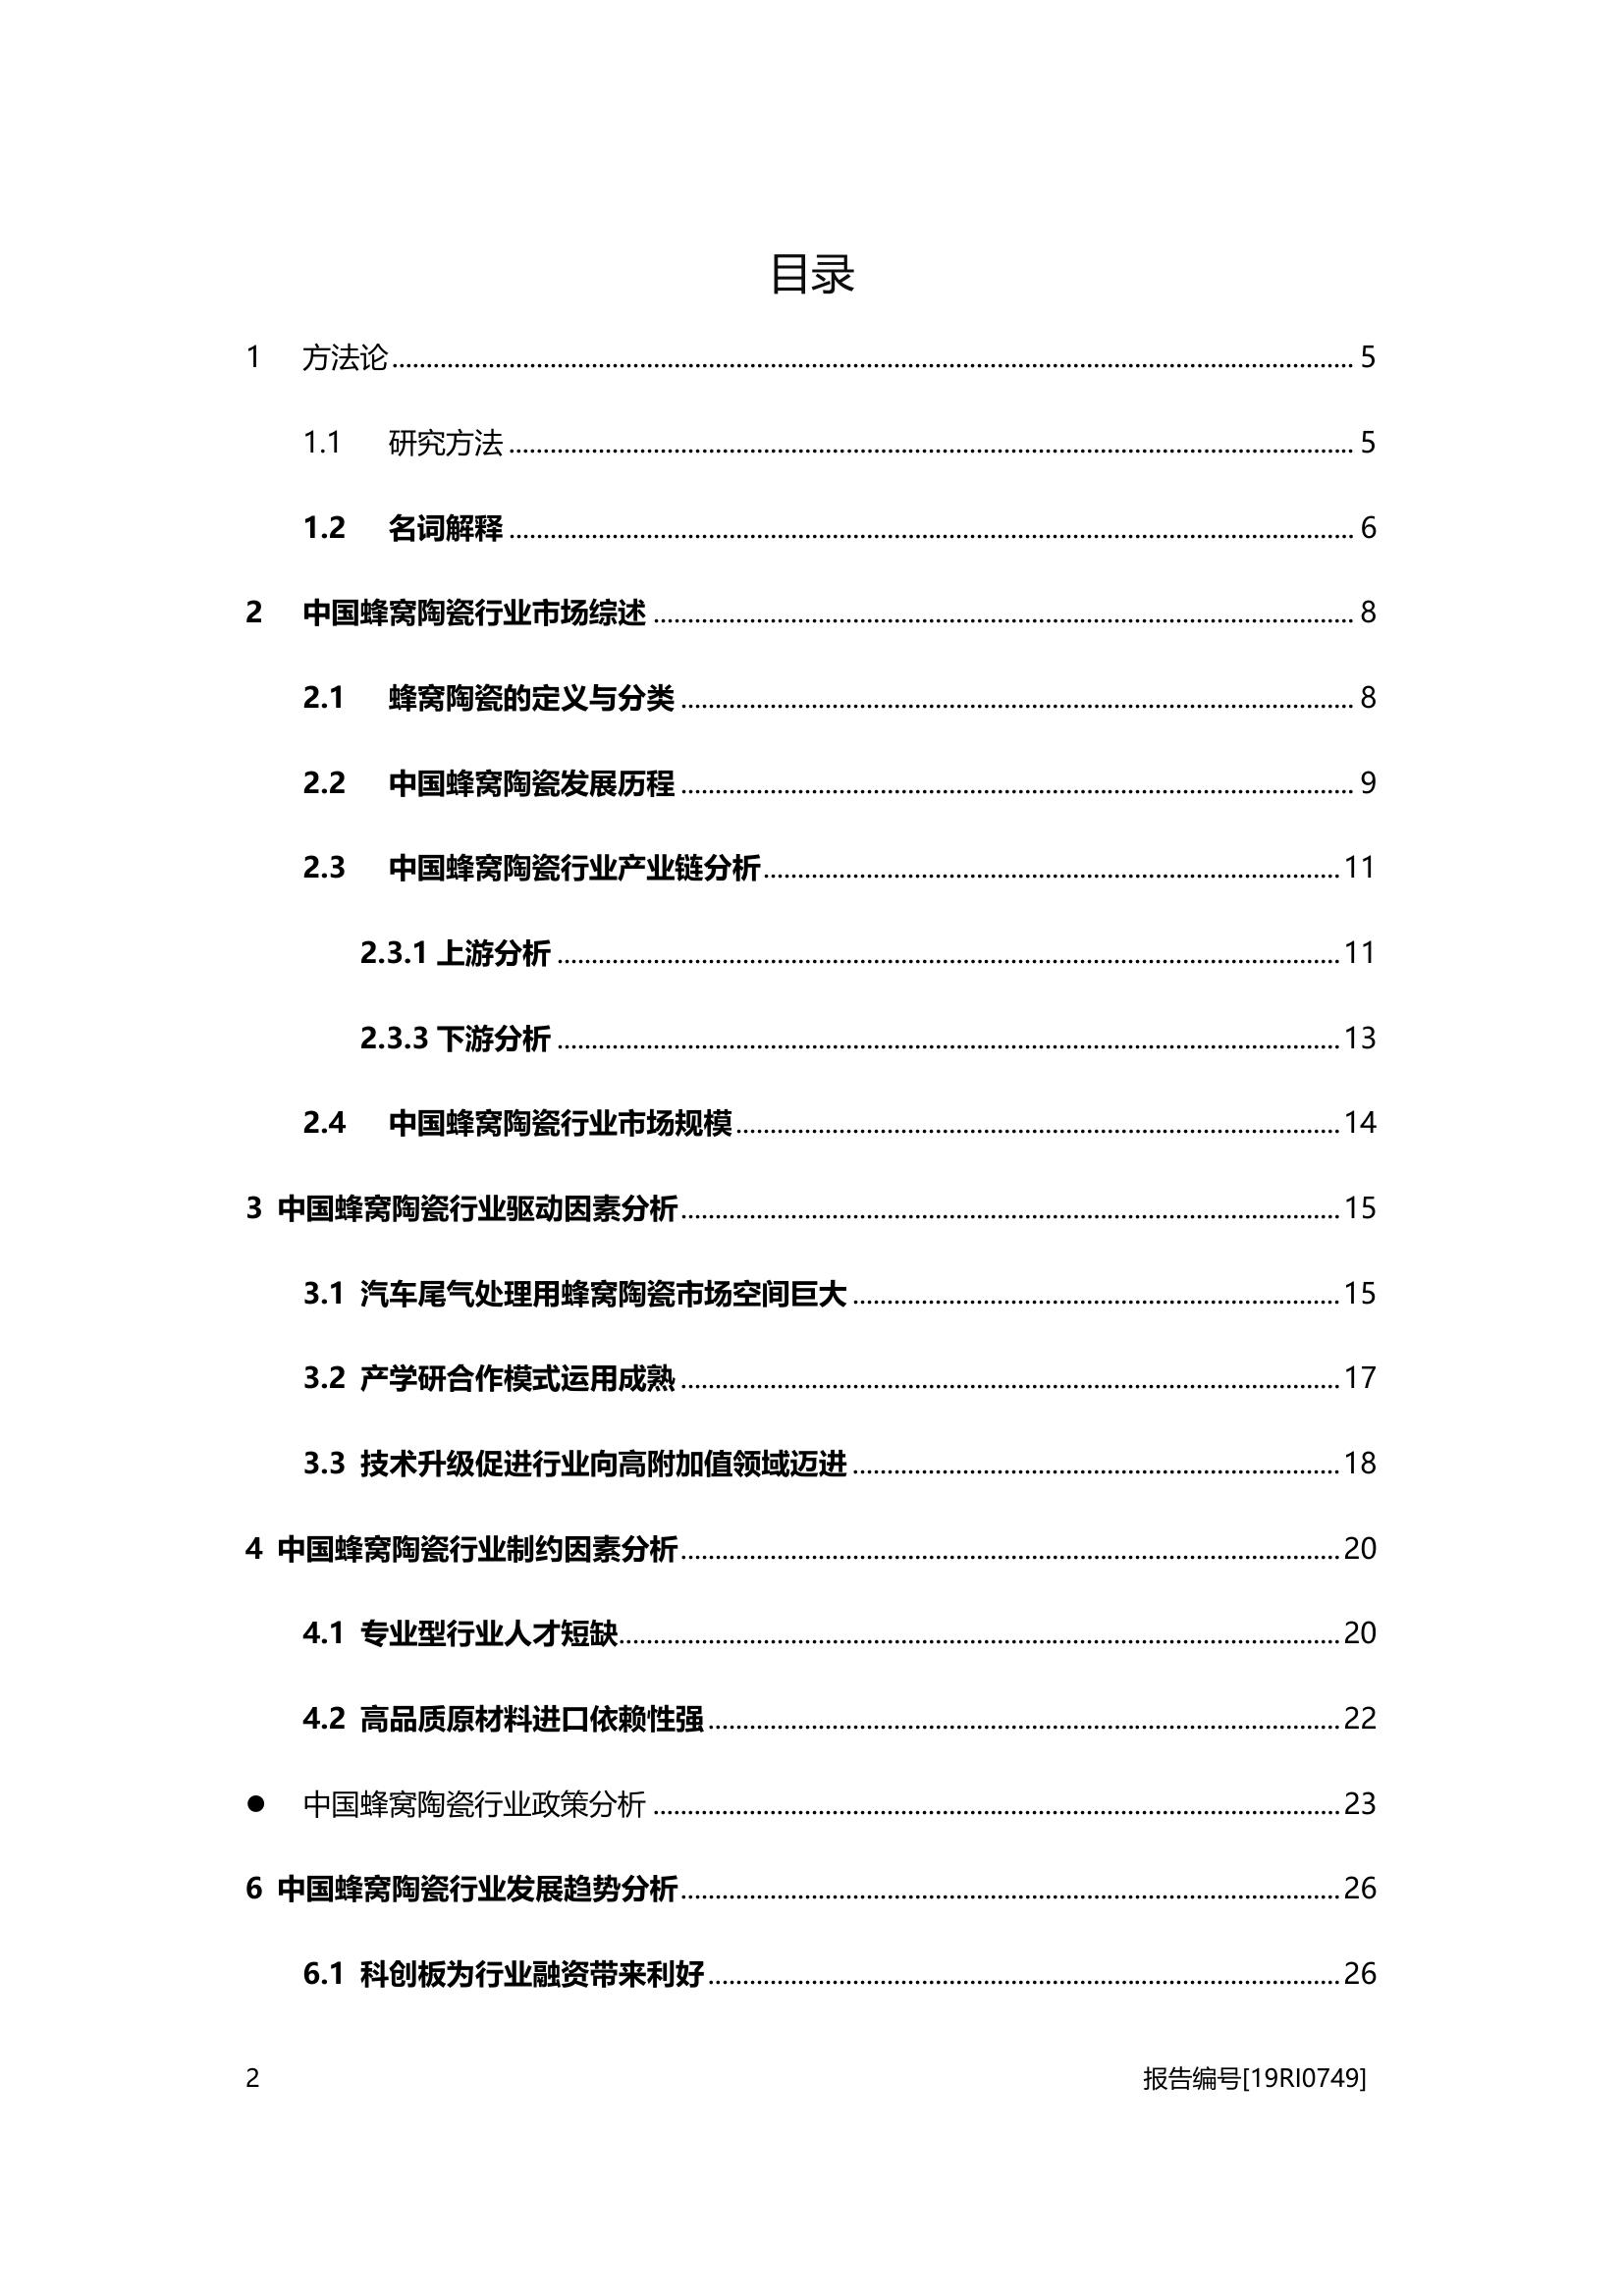 目录
1 方法论 5
1.1 研究方法 5
1.2 名词解释 6
2 中国蜂窝陶瓷行业市场综述 8
2.1 蜂窝陶瓷的定义与分类 8
2.2 中国蜂窝陶瓷发展历程 9
2.3 中国蜂窝陶瓷行业产业链分析 11
2.3.1 上游分析 11
2.3.3 下游分析 13
2.4 中国蜂窝陶瓷行业市场规模 14
3 中国蜂窝陶瓷行业驱动因素分析 15
3.1 汽车尾气处理用蜂窝陶瓷市场空间巨大 15
3.2 产学研合作模式运用成熟 17
3.3 技术升级促进行业向高附加值领域迈进 18
4 中国蜂窝陶瓷行业制约因素分析 20
4.1 专业型行业人才短缺 20
4.2 高品质原材料进口依赖性强 22
● 中国蜂窝陶瓷行业政策分析 23
6 中国蜂窝陶瓷行业发展趋势分析 26
6.1 科创板为行业融资带来利好 26
2 报告编号[19RI0749]